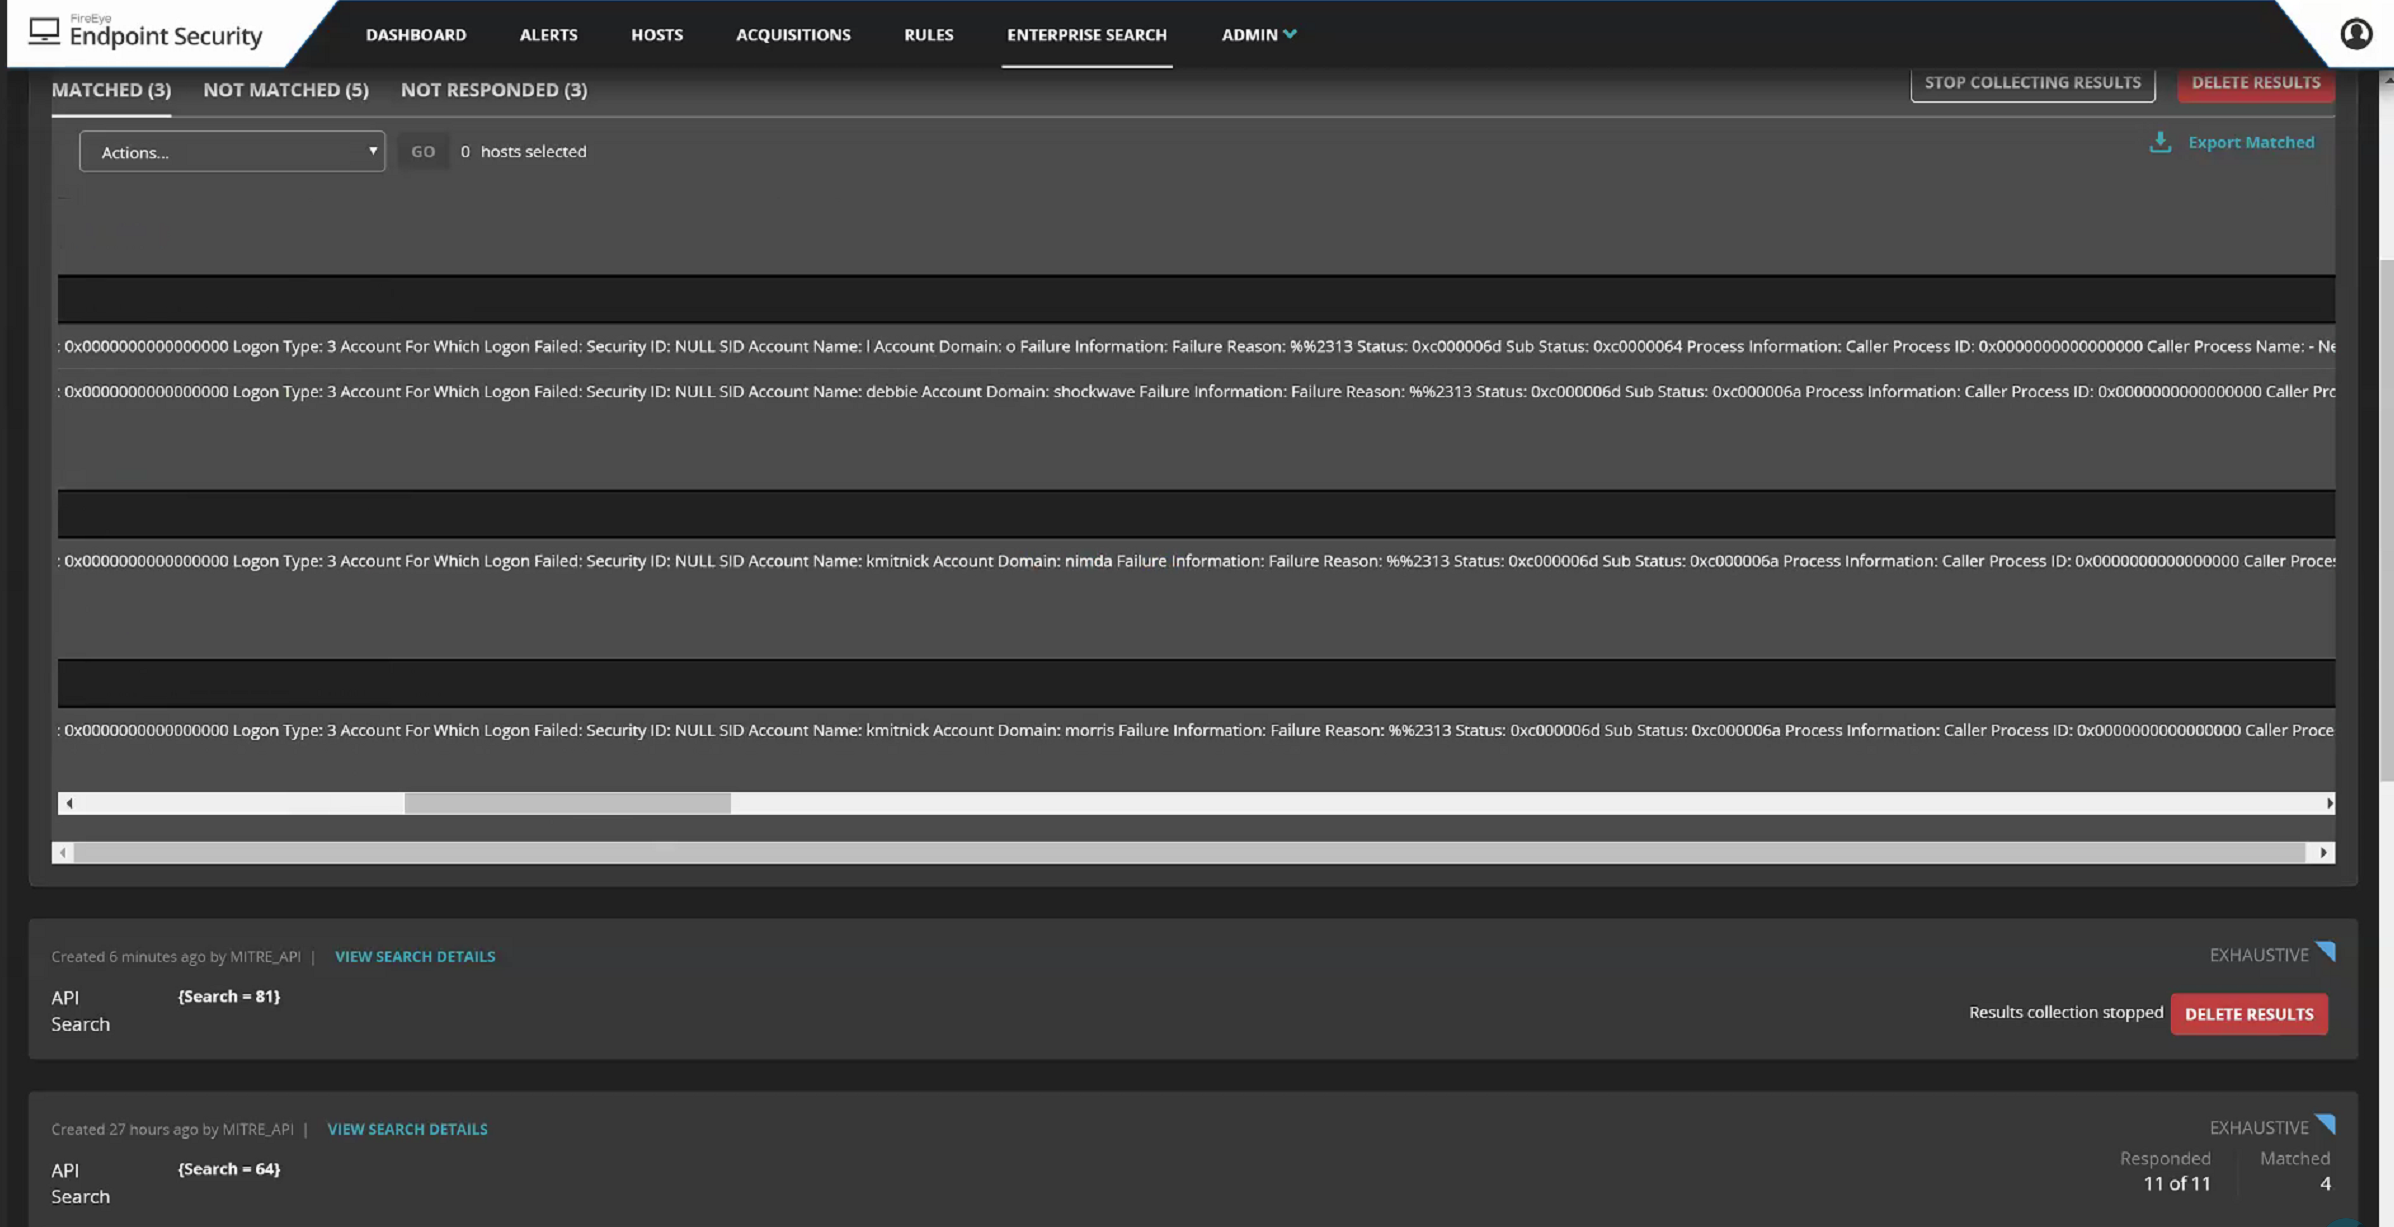 FireEye
Endpoint Security
DASHBOARD ALERTS HOSTS ACQUISITIONS RULES ENTERPRISE SEARCH ADMIN
MATCHED (3) NOT MATCHED (5) NOT RESPONDED (3) STOP COLLECTING RESULTS DELETE RESULTS
Actions... GO 0 hosts selected Export Matched
: 0x0000000000000000 Logon Type: 3 Account For Which Logon Failed: Security ID: NULL SID Account Name: l Account Domain: o Failure Information: Failure Reason: %%2313 Status: 0xc000006d Sub Status: 0xc0000064 Process Information: Caller Process ID: 0x0000000000000000 Caller Process Name: - Ne
: 0x0000000000000000 Logon Type: 3 Account For Which Logon Failed: Security ID: NULL SID Account Name: debbie Account Domain: shockwave Failure Information: Failure Reason: %%2313 Status: 0xc000006d Sub Status: 0xc000006a Process Information: Caller Process ID: 0x0000000000000000 Caller Pro
: 0x0000000000000000 Logon Type: 3 Account For Which Logon Failed: Security ID: NULL SID Account Name: kmitnick Account Domain: nimda Failure Information: Failure Reason: %%2313 Status: 0xc000006d Sub Status: 0xc000006a Process Information: Caller Process ID: 0x0000000000000000 Caller Proces
: 0x0000000000000000 Logon Type: 3 Account For Which Logon Failed: Security ID: NULL SID Account Name: kmitnick Account Domain: morris Failure Information: Failure Reason: %%2313 Status: 0xc000006d Sub Status: 0xc000006a Process Information: Caller Process ID: 0x0000000000000000 Caller Proce
Created 6 minutes ago by MITRE_API | VIEW SEARCH DETAILS EXHAUSTIVE
API {Search = 81}
Search
Results collection stopped DELETE RESULTS
Created 27 hours ago by MITRE_API | VIEW SEARCH DETAILS EXHAUSTIVE
Responded Matched
API {Search = 64}
Search
11 of 11 4